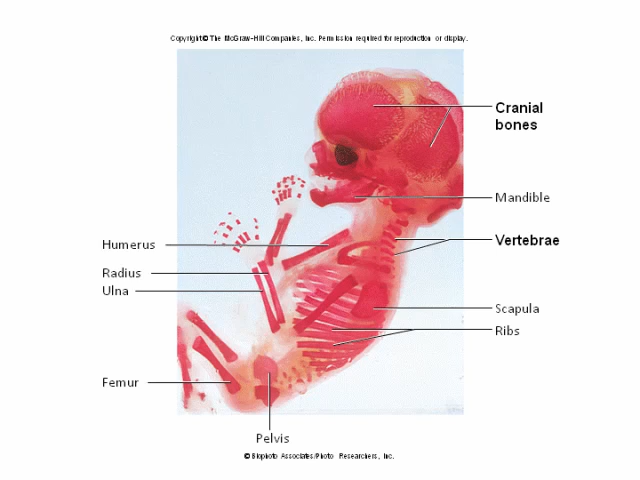 Copyright © The McGraw-Hill Companies, Inc. Permission required for reproduction or display.
Cranial
bones
Mandible
Humerus
Vertebrae
Radius
Ulna
Scapula
Ribs
Femur
Pelvis
© Biophoto Associates/Photo Researchers, Inc.